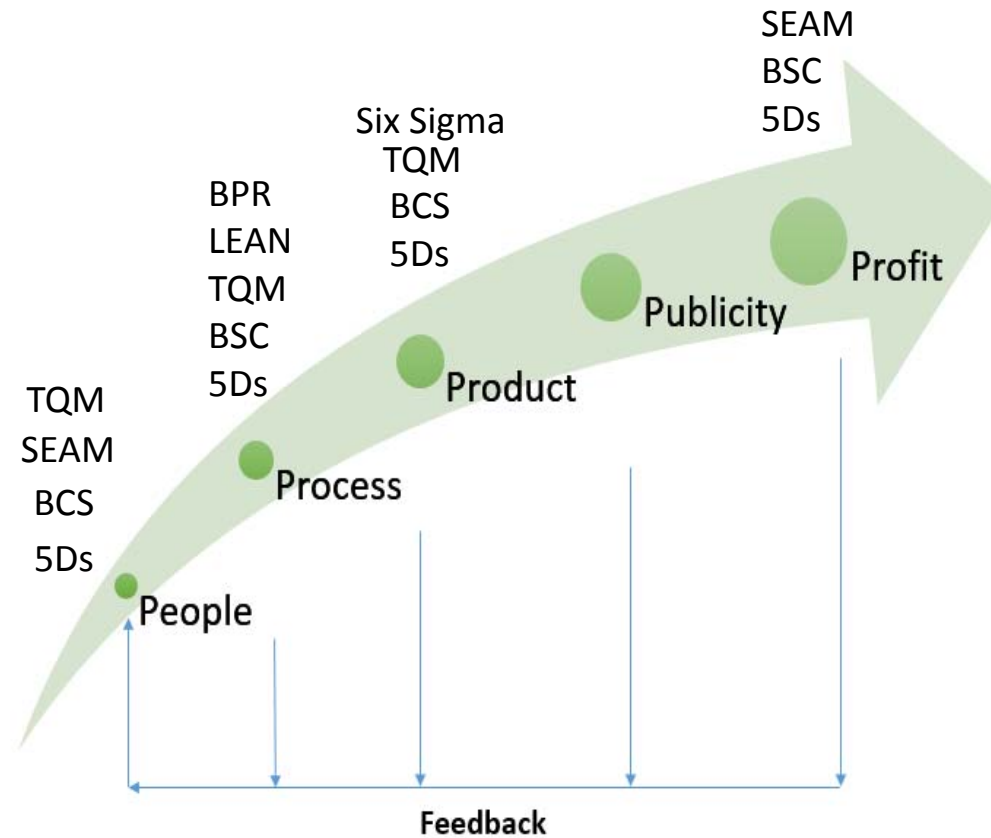 TQM
SEAM
BCS
5Ds
People
BPR
LEAN
TQM
BSC
5Ds
Process
Six Sigma
TQM
BCS
5Ds
Product
Publicity
SEAM
BSC
5Ds
Profit
Feedback